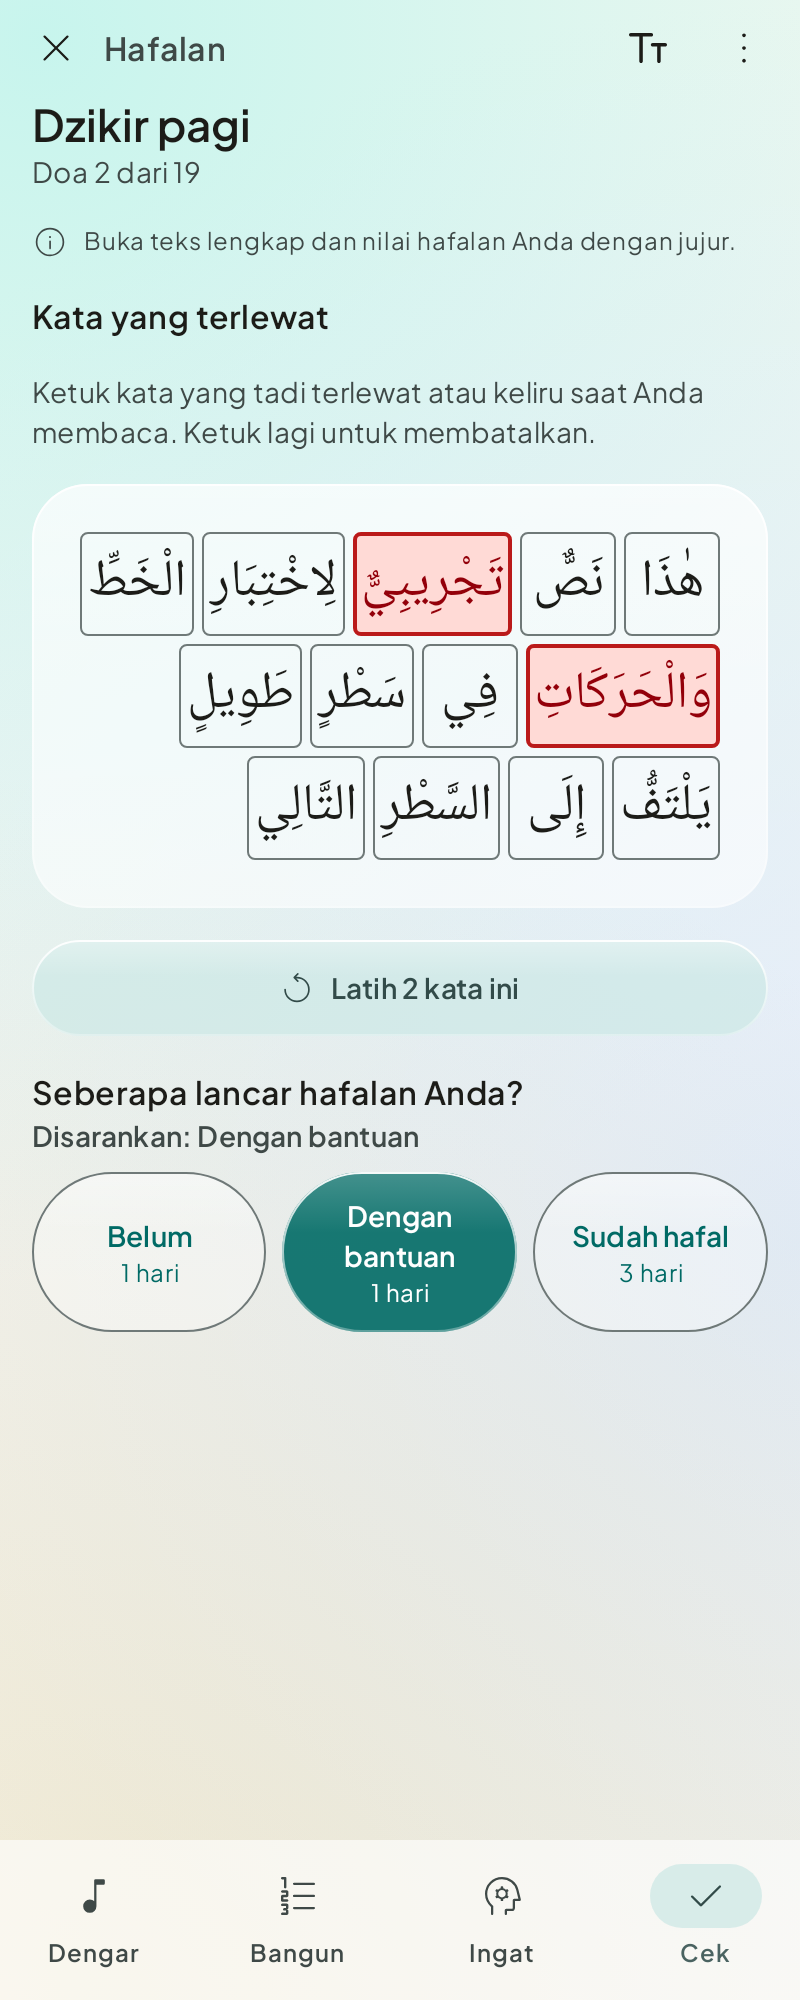 Hafalan
Dzikir pagi
Doa 2 dari 19
Buka teks lengkap dan nilai hafalan Anda dengan jujur.
Kata yang terlewat
Ketuk kata yang tadi terlewat atau keliru saat Anda
membaca. Ketuk lagi untuk membatalkan.
هٰذَا نَصٌّ تَجْرِيبِيٌّ لِاخْتِبَارِ الْخَطِّ
وَالْحَرَكَاتِ فِي سَطْرٍ طَوِيلٍ
يَلْتَفُّ إِلَى السَّطْرِ التَّالِي
Latih 2 kata ini
Seberapa lancar hafalan Anda?
Disarankan: Dengan bantuan
Belum
1 hari
Dengan
bantuan
1 hari
Sudah hafal
3 hari
Dengar
Bangun
Ingat
Cek